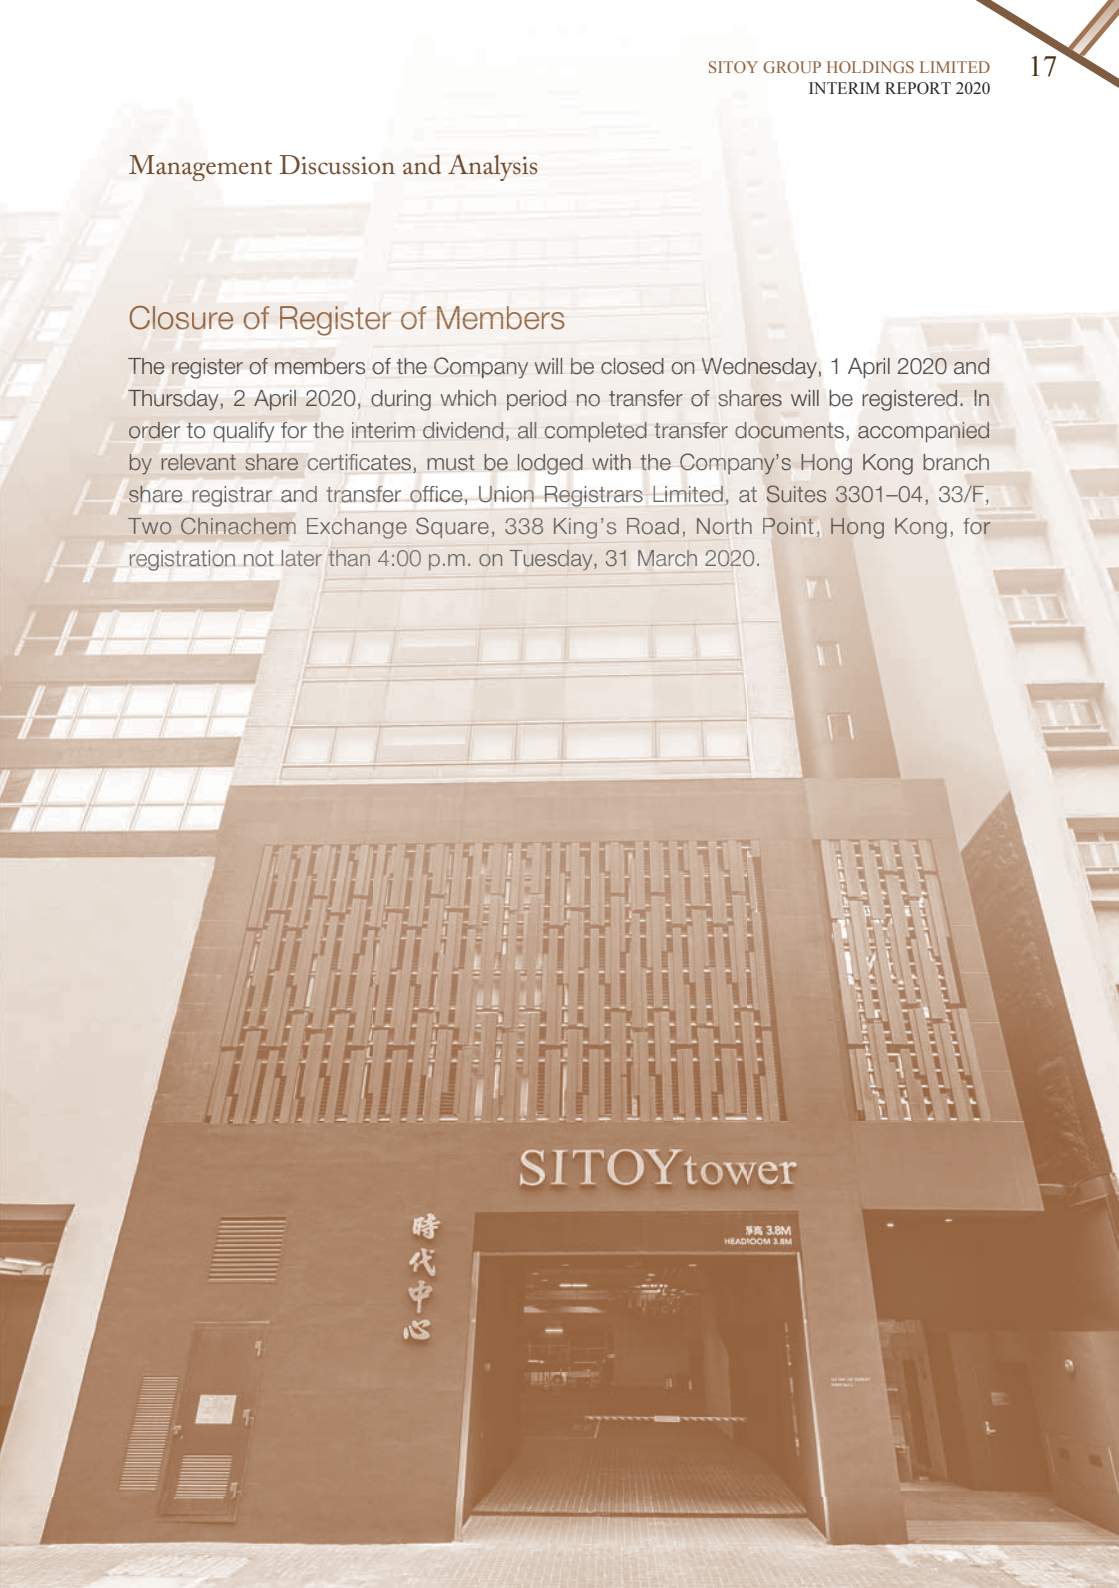 SITOY GROUP HOLDINGS LIMITED
17
INTERIM REPORT 2020
Management Discussion and Analysis
Closure of Register of Members
The register of members of the Company will be closed on Wednesday, 1 April 2020 and
Thursday, 2 April 2020, during which period no transfer of shares will be registered. In
order to qualify for the interim dividend, all completed transfer documents, accompanied
by relevant share certificates, must be lodged with the Company’s Hong Kong branch
share registrar and transfer office, Union Registrars Limited, at Suites 3301–04, 33/F,
Two Chinachem Exchange Square, 338 King’s Road, North Point, Hong Kong, for
registration not later than 4:00 p.m. on Tuesday, 31 March 2020.
SITOYtower
時代中心
淨高 3.8M
HEADROOM 3.8M